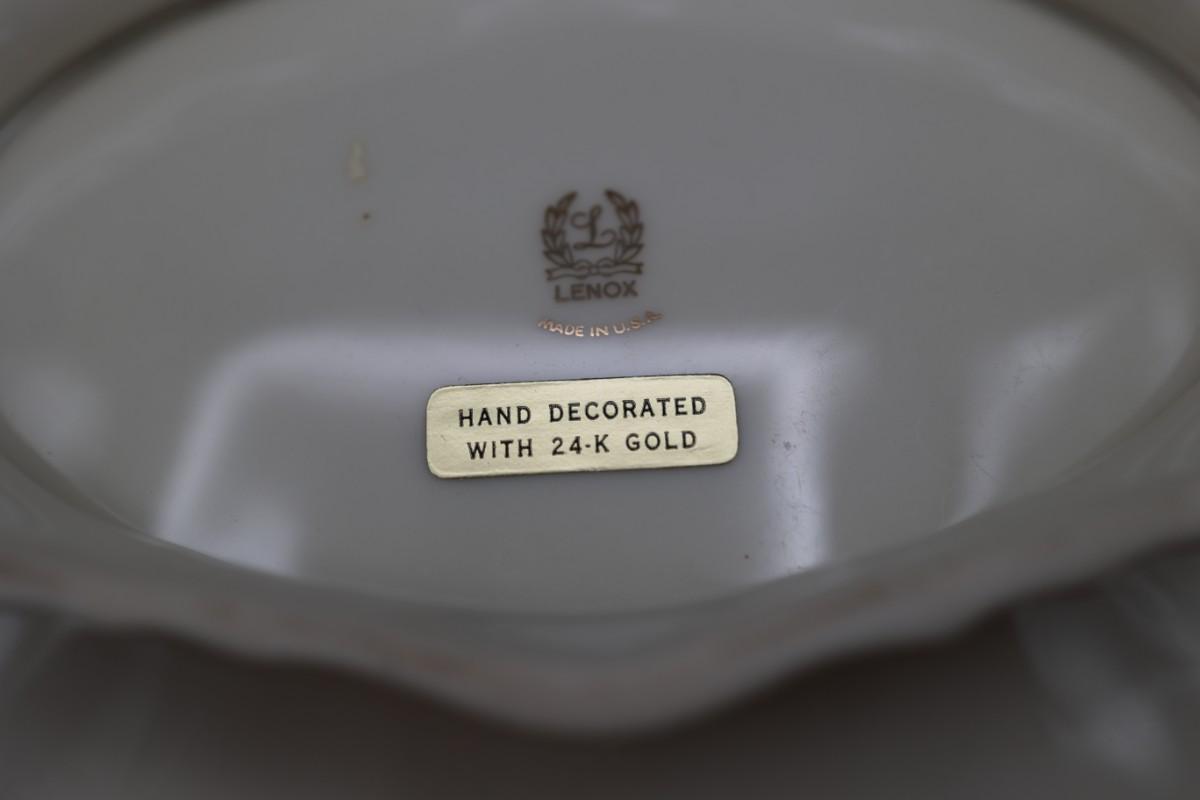 L
LENOX
MADE IN U.S.A.
HAND DECORATED
WITH 24-K GOLD